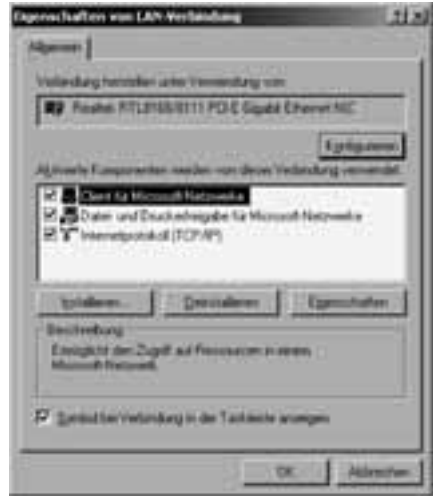 Eigenschaften von LAN-Verbindung
Allgemein
Verbindung herstellen unter Verwendung von:
Realtek RTL8168/8111 PCI-E Gigabit Ethernet NIC
Konfigurieren
Aktivierte Komponenten werden von dieser Verbindung verwendet:
Client für Microsoft-Netzwerke
Datei- und Druckerfreigabe für Microsoft-Netzwerke
Internetprotokoll (TCP/IP)
Installieren...
Deinstallieren
Eigenschaften
Beschreibung
Ermöglicht den Zugriff auf Ressourcen in einem
Microsoft-Netzwerk.
Symbol bei Verbindung in der Taskleiste anzeigen
OK
Abbrechen